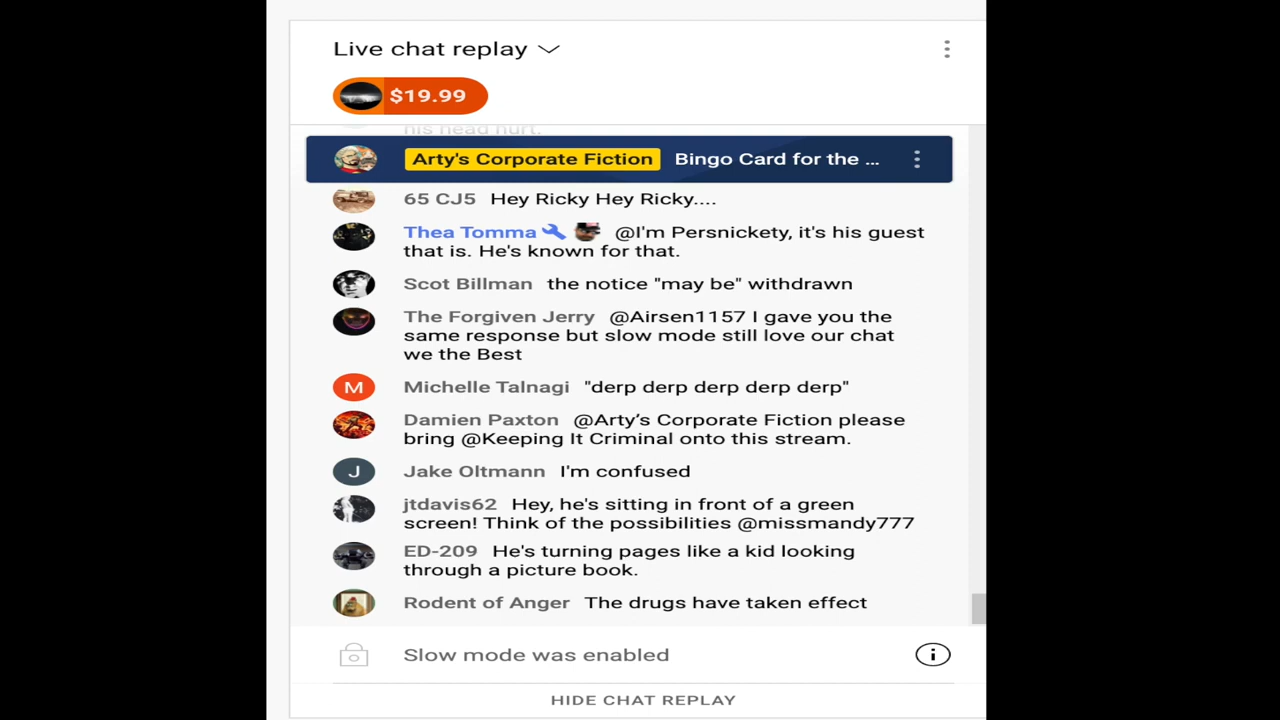 Live chat replay
$19.99
his head hurt.
Arty's Corporate Fiction Bingo Card for the ...
65 CJ5 Hey Ricky Hey Ricky....
Thea Tomma @I'm Persnickety, it's his guest
that is. He's known for that.
Scot Billman the notice "may be" withdrawn
The Forgiven Jerry @Airsen1157 I gave you the
same response but slow mode still love our chat
we the Best
M Michelle Talnagi "derp derp derp derp derp"
Damien Paxton @Arty’s Corporate Fiction please
bring @Keeping It Criminal onto this stream.
J Jake Oltmann I'm confused
jtdavis62 Hey, he's sitting in front of a green
screen! Think of the possibilities @missmandy777
ED-209 He's turning pages like a kid looking
through a picture book.
Rodent of Anger The drugs have taken effect
Slow mode was enabled
HIDE CHAT REPLAY